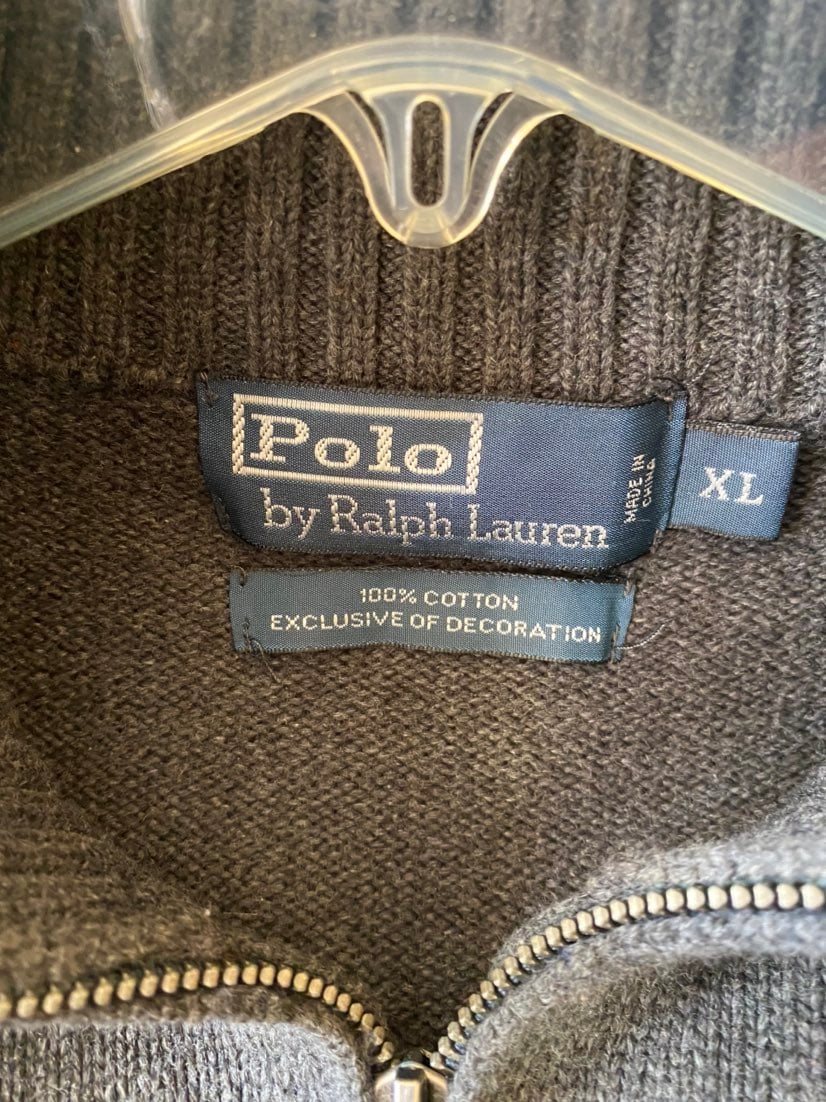 Polo
by Ralph Lauren
MADE IN
CHINA
XL
100% COTTON
EXCLUSIVE OF DECORATION